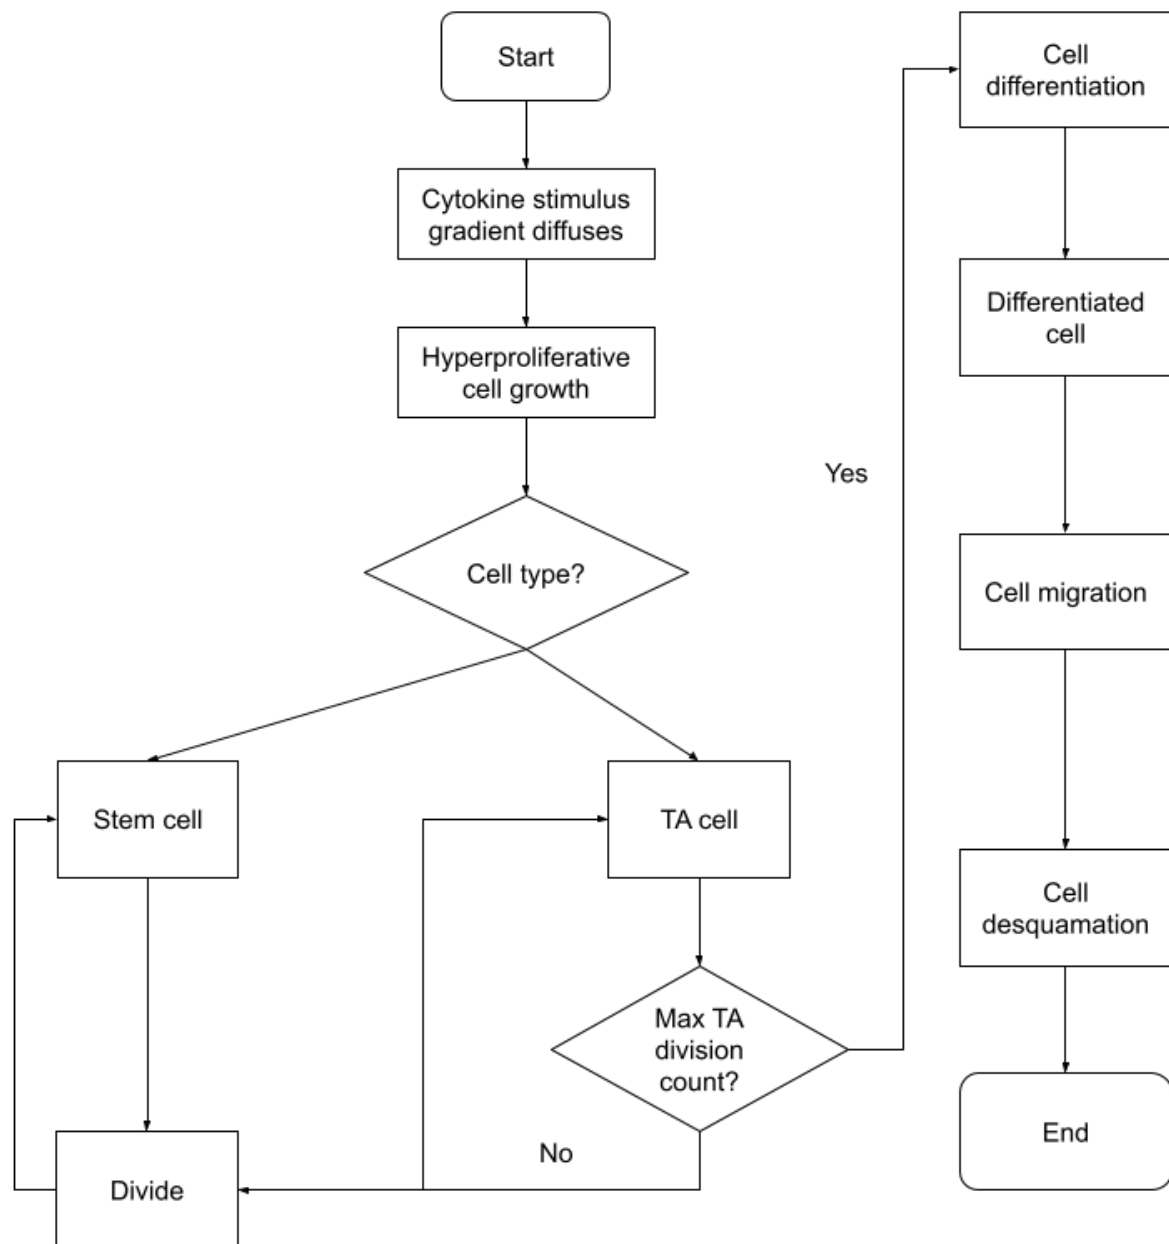 Start
Cytokine stimulus
gradient diffuses
Hyperproliferative
cell growth
Cell type?
Stem cell
TA cell
Max TA
division
count?
No
Divide
Yes
Cell
differentiation
Differentiated
cell
Cell migration
Cell
desquamation
End